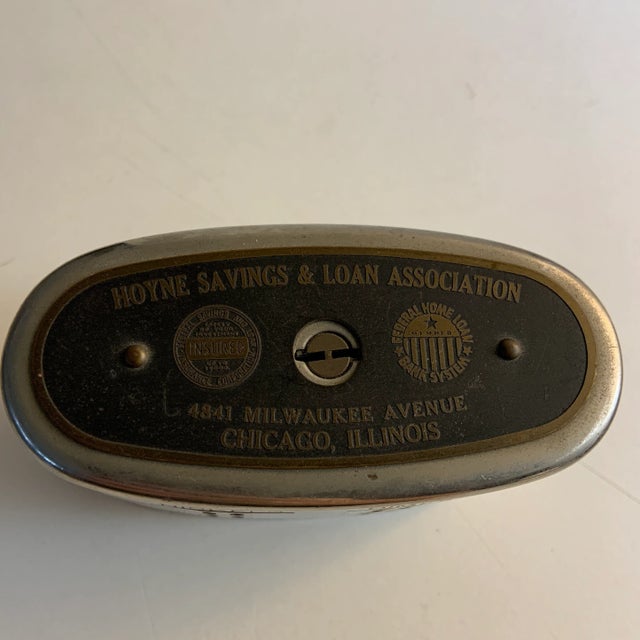 HOYNE SAVINGS & LOAN ASSOCIATION
INSURED
FEDERAL HOME LOAN
BANK SYSTEM
4841 MILWAUKEE AVENUE
CHICAGO, ILLINOIS